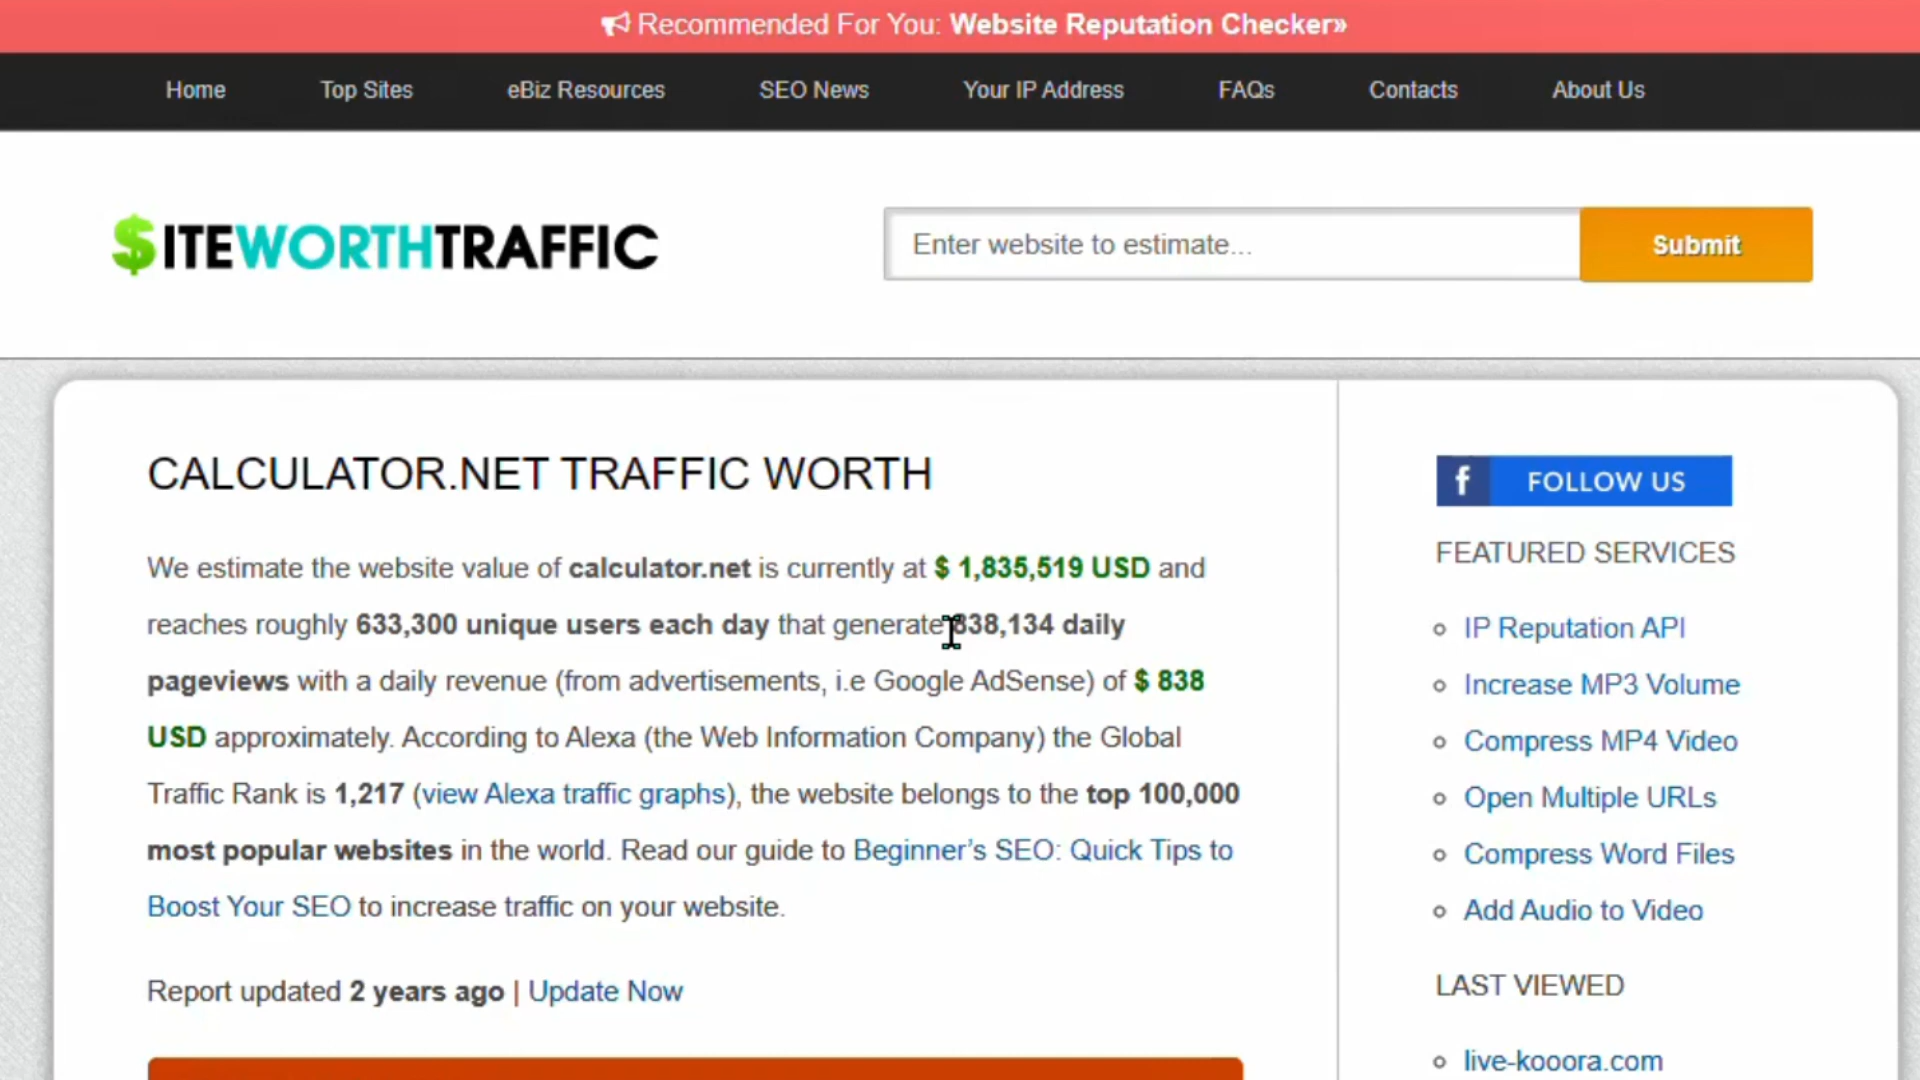 Recommended For You: Website Reputation Checker»
Home Top Sites eBiz Resources SEO News Your IP Address FAQs Contacts About Us
$ITEWORTHTRAFFIC
Enter website to estimate...
Submit
CALCULATOR.NET TRAFFIC WORTH
We estimate the website value of calculator.net is currently at $ 1,835,519 USD and
reaches roughly 633,300 unique users each day that generate 838,134 daily
pageviews with a daily revenue (from advertisements, i.e Google AdSense) of $ 838
USD approximately. According to Alexa (the Web Information Company) the Global
Traffic Rank is 1,217 (view Alexa traffic graphs), the website belongs to the top 100,000
most popular websites in the world. Read our guide to Beginner’s SEO: Quick Tips to
Boost Your SEO to increase traffic on your website.
Report updated 2 years ago | Update Now
f FOLLOW US
FEATURED SERVICES
IP Reputation API
Increase MP3 Volume
Compress MP4 Video
Open Multiple URLs
Compress Word Files
Add Audio to Video
LAST VIEWED
live-kooora.com